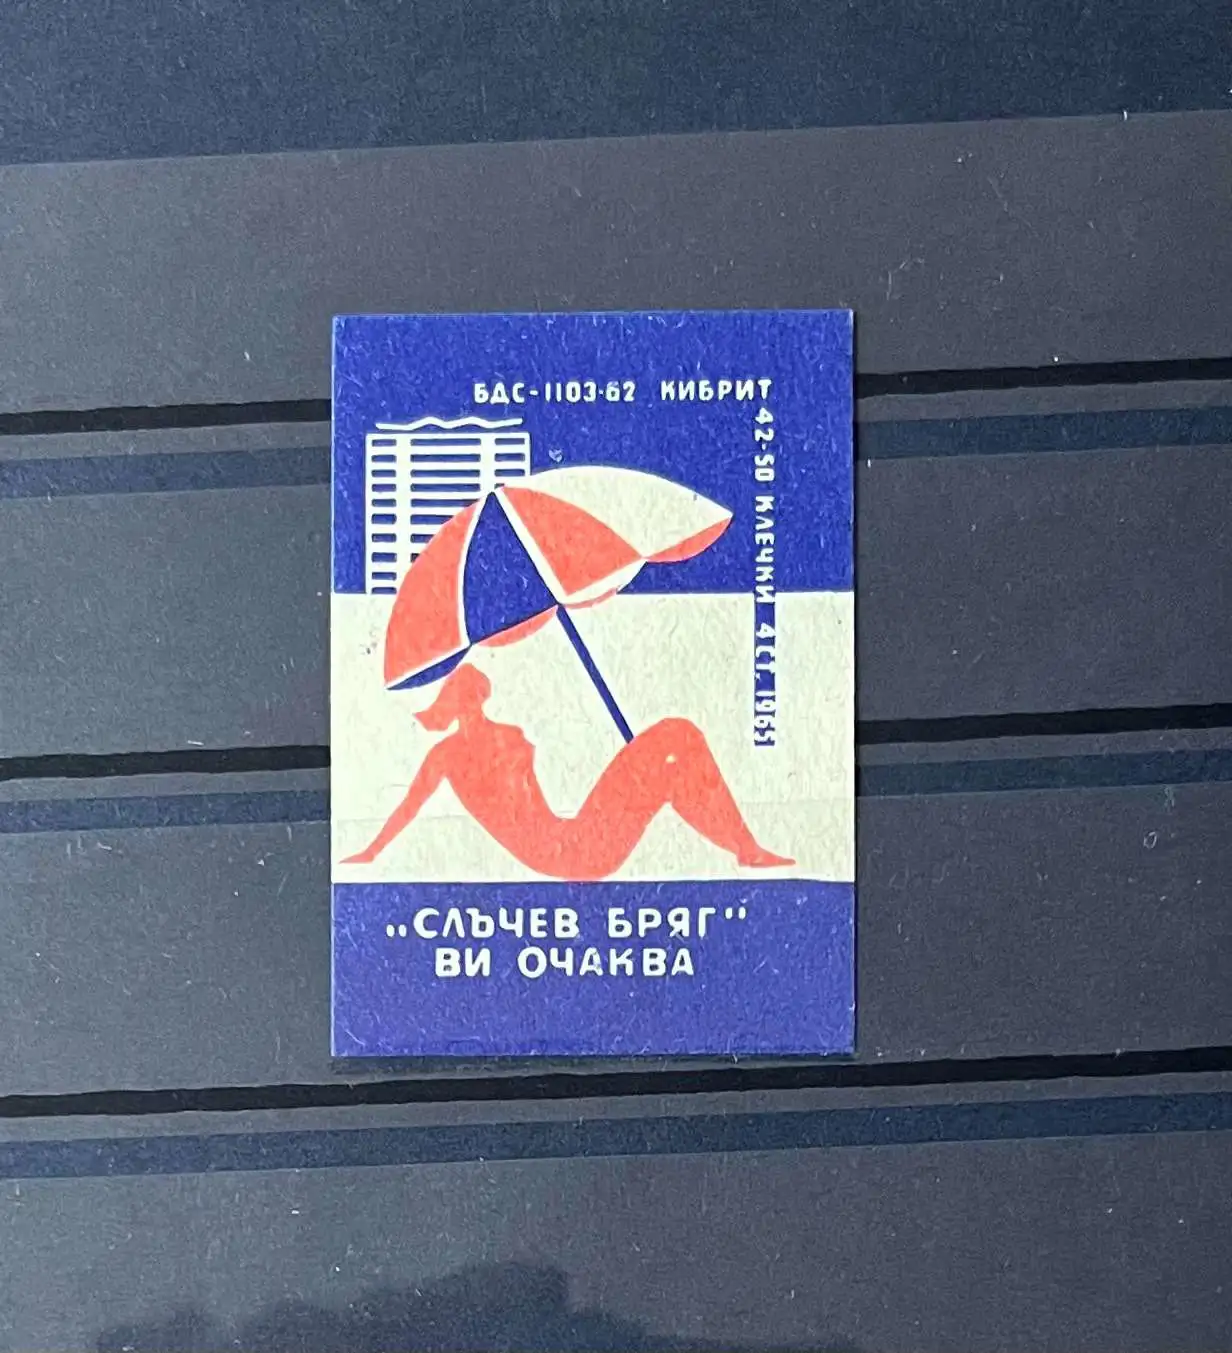 БДС-1103-62 КИБРИТ
42-50 КЛЕЧКИ 4 СТ. 1965
„СЛЪЧЕВ БРЯГ“
ВИ ОЧАКВА